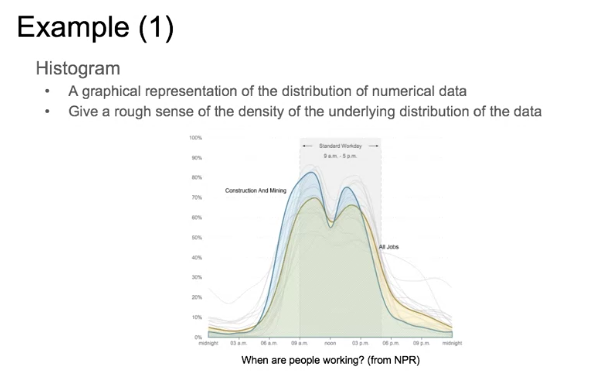 Example (1)
Histogram
• A graphical representation of the distribution of numerical data
• Give a rough sense of the density of the underlying distribution of the data
100%
Standard Workday
9 a.m. - 5 p.m.
90%
80%
Construction And Mining
70%
60%
50%
All Jobs
40%
30%
20%
10%
0%
midnight 03 a.m. 06 a.m. 09 a.m. noon 03 p.m. 06 p.m. 09 p.m. midnight
When are people working? (from NPR)